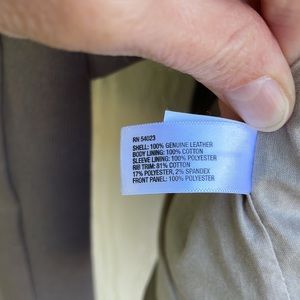 RN 54023
SHELL: 100% GENUINE LEATHER
BODY LINING: 100% COTTON
SLEEVE LINING: 100% POLYESTER
RIB TRIM: 81% COTTON
17% POLYESTER, 2% SPANDEX
FRONT PANEL: 100% POLYESTER